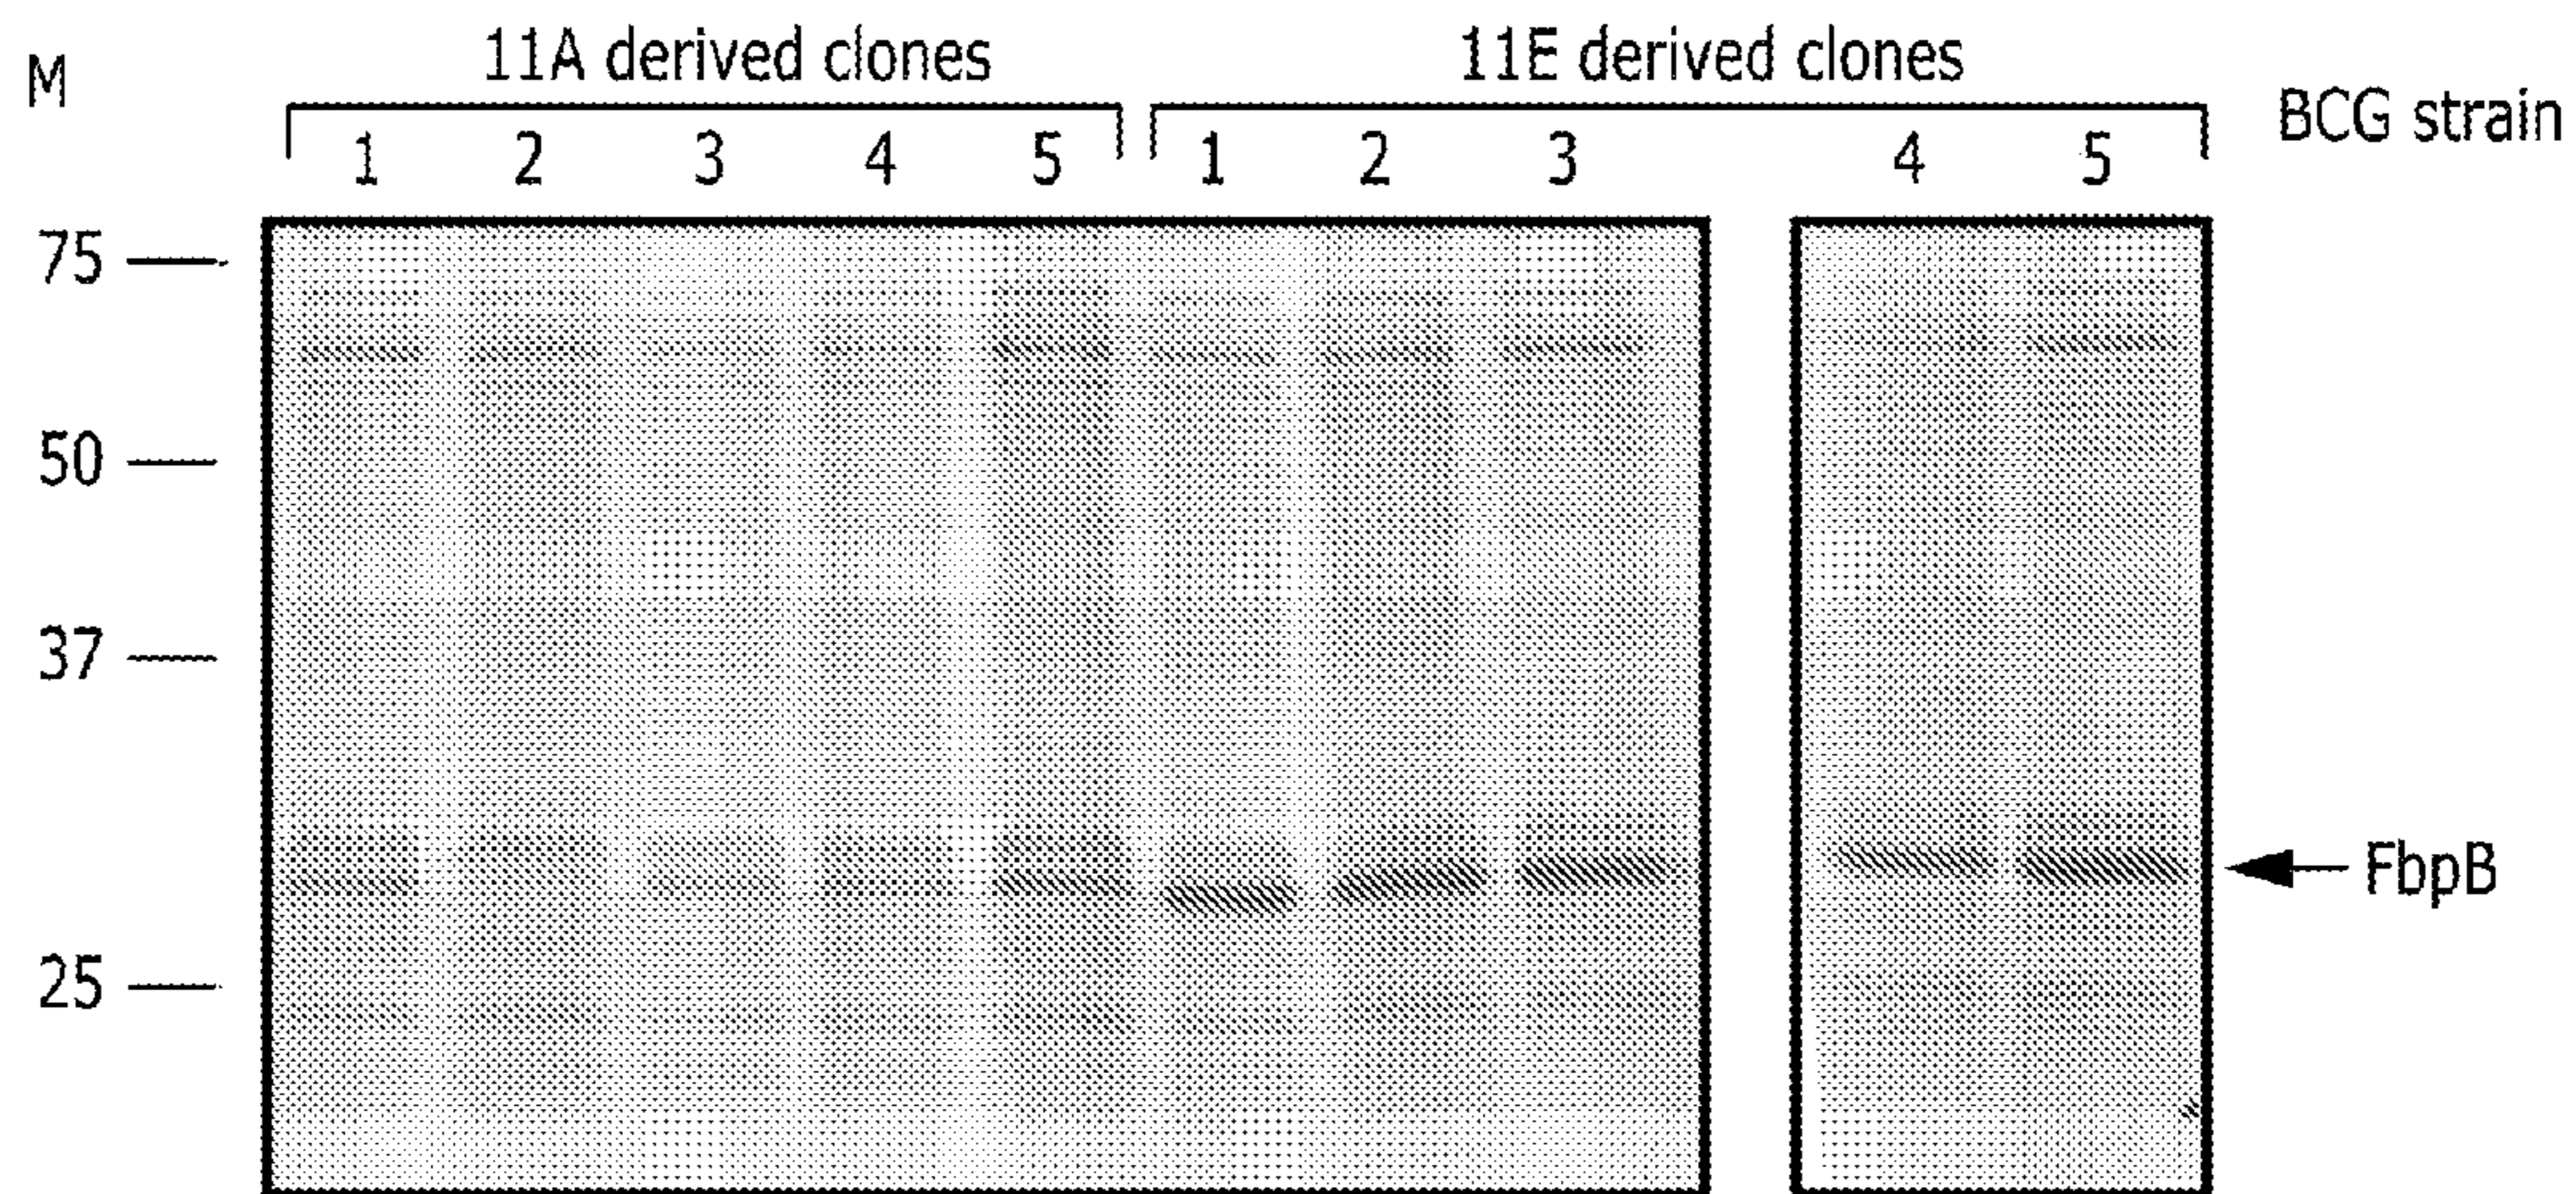 M
11A derived clones
11E derived clones
BCG strain
1 2 3 4 5 1 2 3 4 5
75
50
37
FbpB
25